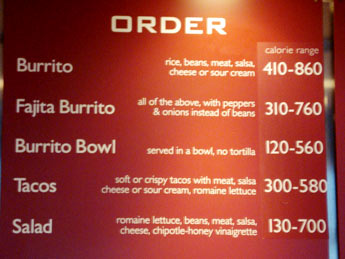 ORDER
calorie range
Burrito rice, beans, meat, salsa, cheese or sour cream 410-860
Fajita Burrito all of the above, with peppers & onions instead of beans 310-760
Burrito Bowl served in a bowl, no tortilla 120-560
Tacos soft or crispy tacos with meat, salsa cheese or sour cream, romaine lettuce 300-580
Salad romaine lettuce, beans, meat, salsa, cheese, chipotle-honey vinaigrette 130-700